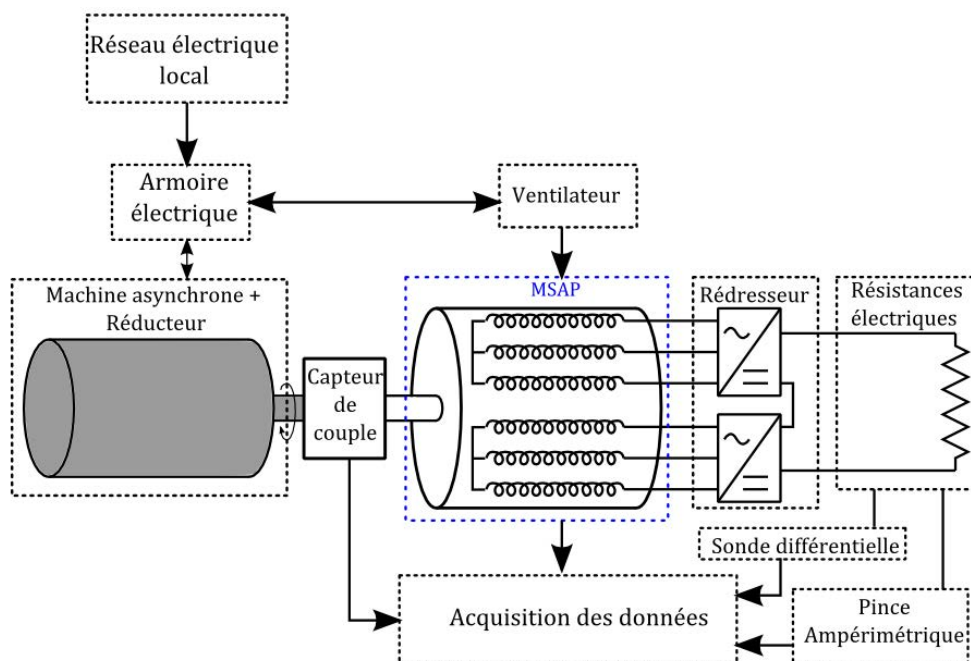 Réseau électrique
local
Armoire
électrique
Ventilateur
Machine asynchrone +
Réducteur
MSAP
Rédresseur
Résistances
électriques
Capteur
de
couple
Sonde différentielle
Acquisition des données
Pince
Ampérimétrique